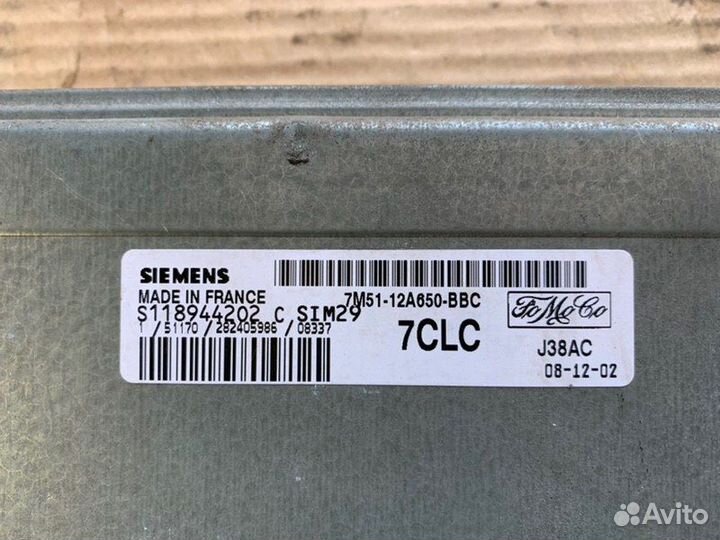 SIEMENS
MADE IN FRANCE
7M51-12A650-BBC
S118944202 C SIM29
1 /51170 /282405986 /08337
7CLC
FoMoCo
J38AC
08-12-02
Avito